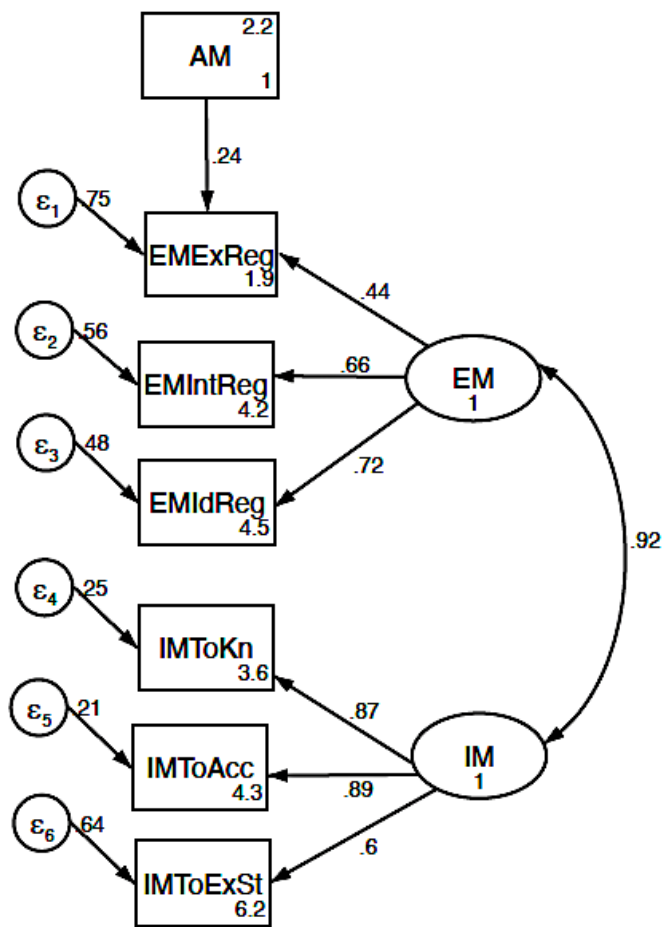 2.2
AM
1
.24
ε1 .75
EMExReg
1.9
.44
ε2 .56
EMIntReg
4.2
.66
EM
1
ε3 .48
EMIdReg
4.5
.72
.92
ε4 .25
IMToKn
3.6
.87
ε5 .21
IMToAcc
4.3
.89
IM
1
ε6 .64
IMToExSt
6.2
.6